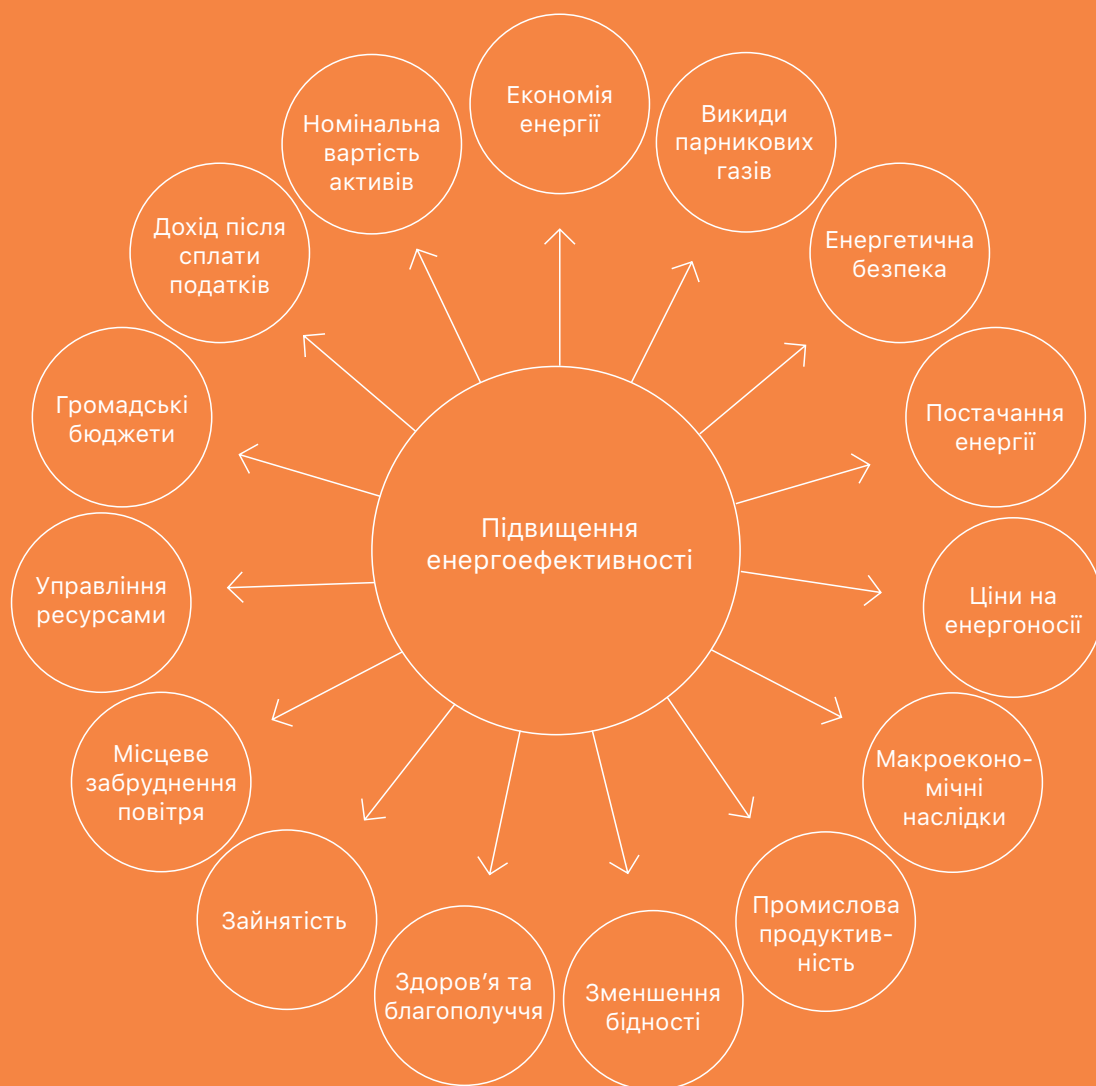 Економія
енергії
Викиди
парникових
газів
Енергетична
безпека
Постачання
енергії
Ціни на
енергоносії
Макроеконо-
мічні
наслідки
Промислова
продуктив-
ність
Зменшення
бідності
Здоров’я та
благополуччя
Зайнятість
Місцеве
забруднення
повітря
Управління
ресурсами
Громадські
бюджети
Дохід після
сплати
податків
Номінальна
вартість
активів
Підвищення
енергоефективності